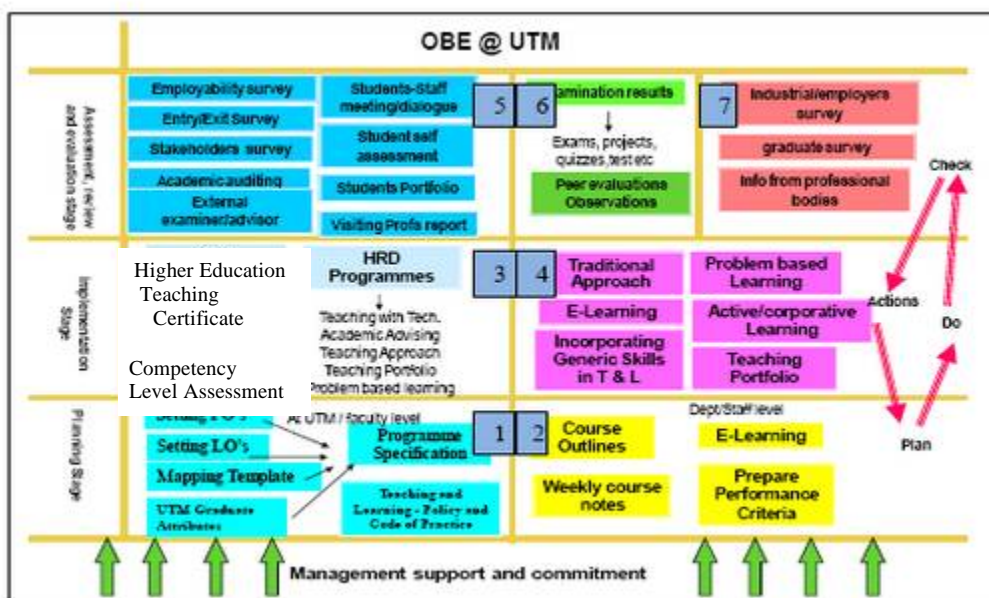 OBE @ UTM
Assessment, review
and evaluation stage
Employability survey
Entry/Exit Survey
Stakeholders survey
Academic auditing
External
examiner/advisor
Students-Staff
meeting/dialogue
Student self
assessment
Students Portfolio
Visiting Profs report
5
6
amination results
Exams, projects,
quizzes,test etc
Peer evaluations
Observations
7
Industrial/employers
survey
graduate survey
Info from professional
bodies
Check
Actions
Do
Plan
Implementation
Stage
Higher Education
Teaching
Certificate
Competency
Level Assessment
HRD
Programmes
Teaching with Tech.
Academic Advising
Teaching Approach
Teaching Portfolio
Problem based learning
3
4
Traditional
Approach
E-Learning
Incorporating
Generic Skills
in T & L
Problem based
Learning
Active/corporative
Learning
Teaching
Portfolio
Planning Stage
Setting LO's
Mapping Template
UTM Graduate
Attributes
At UTM / faculty level
Programme
Specification
Teaching and
Learning - Policy and
Code of Practice
1
2
Course
Outlines
Weekly course
notes
Dept/Staff level
E-Learning
Prepare
Performance
Criteria
Management support and commitment